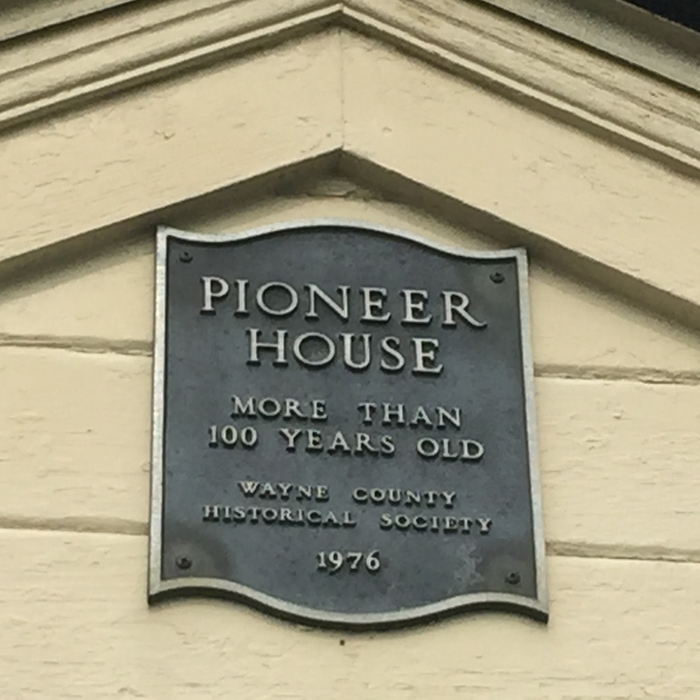 PIONEER
HOUSE
MORE THAN
100 YEARS OLD
WAYNE COUNTY
HISTORICAL SOCIETY
1976